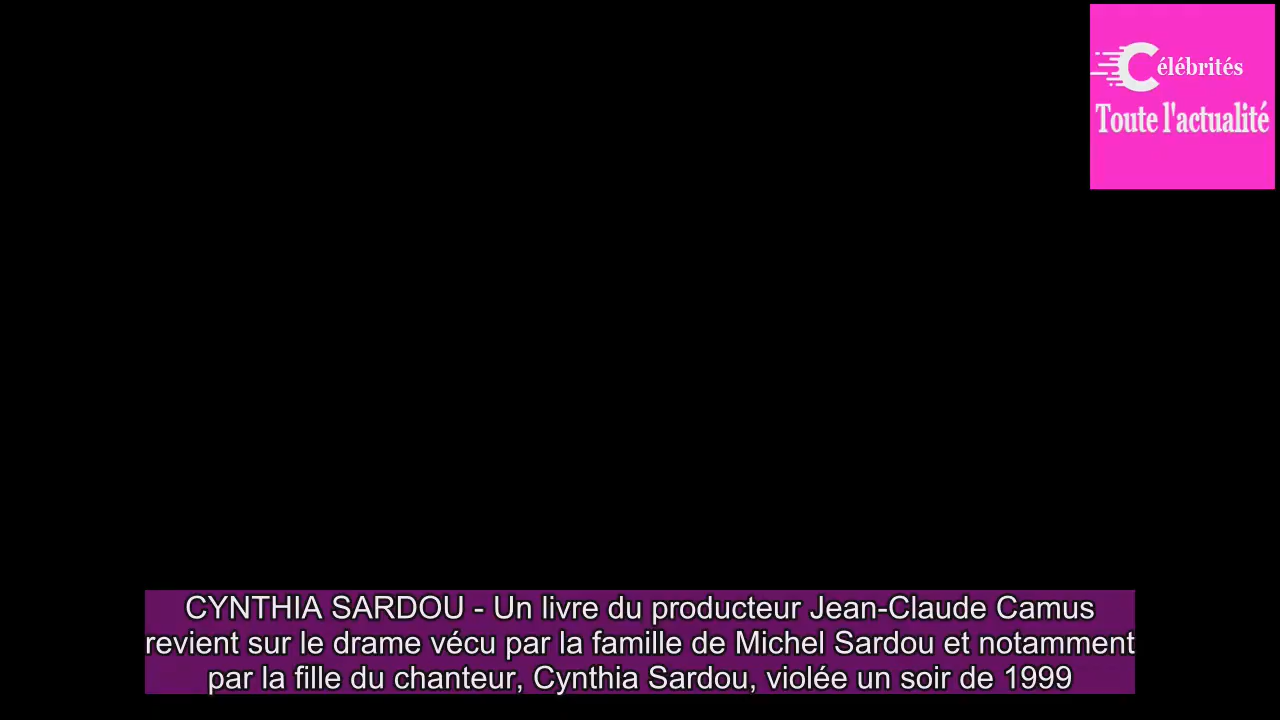 Célébrités
Toute l'actualité
CYNTHIA SARDOU - Un livre du producteur Jean-Claude Camus
revient sur le drame vécu par la famille de Michel Sardou et notamment
par la fille du chanteur, Cynthia Sardou, violée un soir de 1999